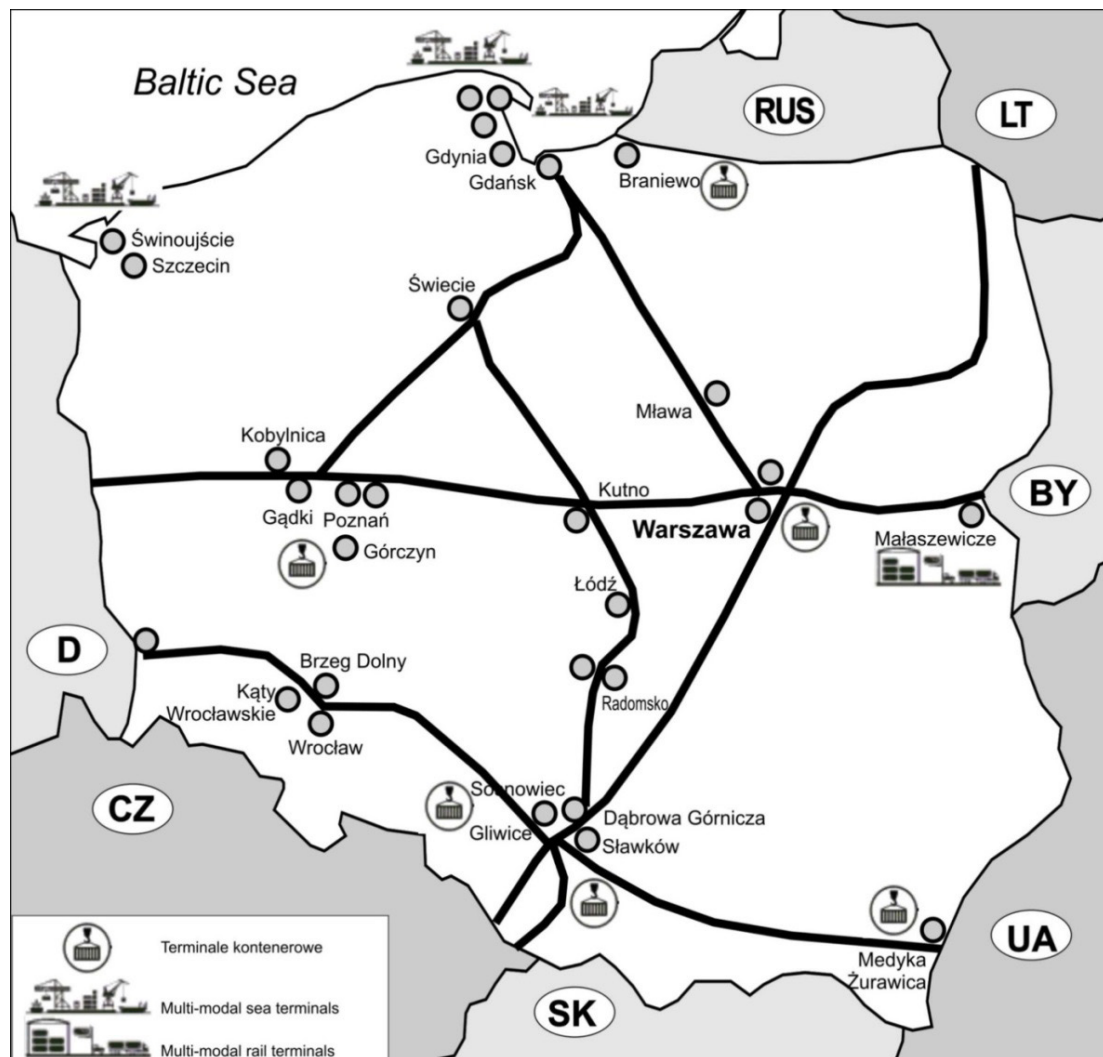 Baltic Sea
RUS
LT
Gdynia
Gdańsk
Braniewo
Świnoujście
Szczecin
Świecie
Mława
Kobylnica
Kutno
BY
Gądki
Poznań
Warszawa
Górczyn
Małaszewicze
Łódź
D
Brzeg Dolny
Kąty
Wrocławskie
Radomsko
Wrocław
CZ
Sosnowiec
Dąbrowa Górnicza
Gliwice
Sławków
UA
Medyka
Żurawica
SK
Terminale kontenerowe
Multi-modal sea terminals
Multi-modal rail terminals